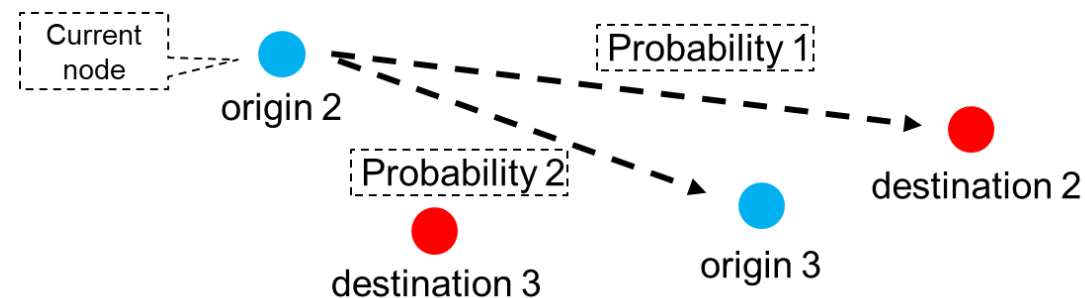 Current
node
origin 2
Probability 1
destination 2
Probability 2
origin 3
destination 3